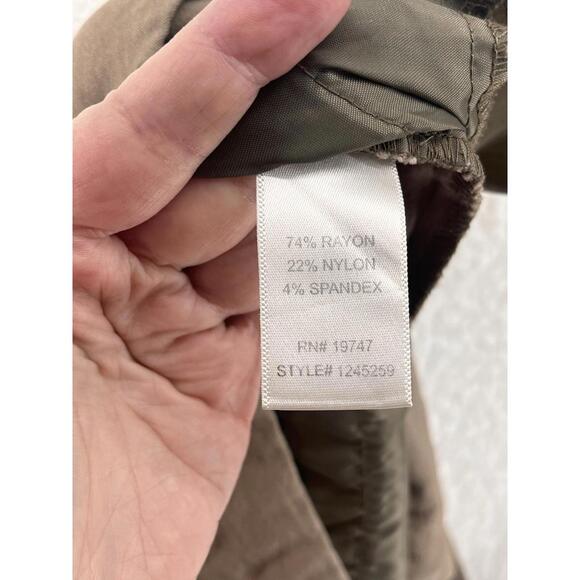 74% RAYON
22% NYLON
4% SPANDEX
RN# 19747
STYLE# 1245259